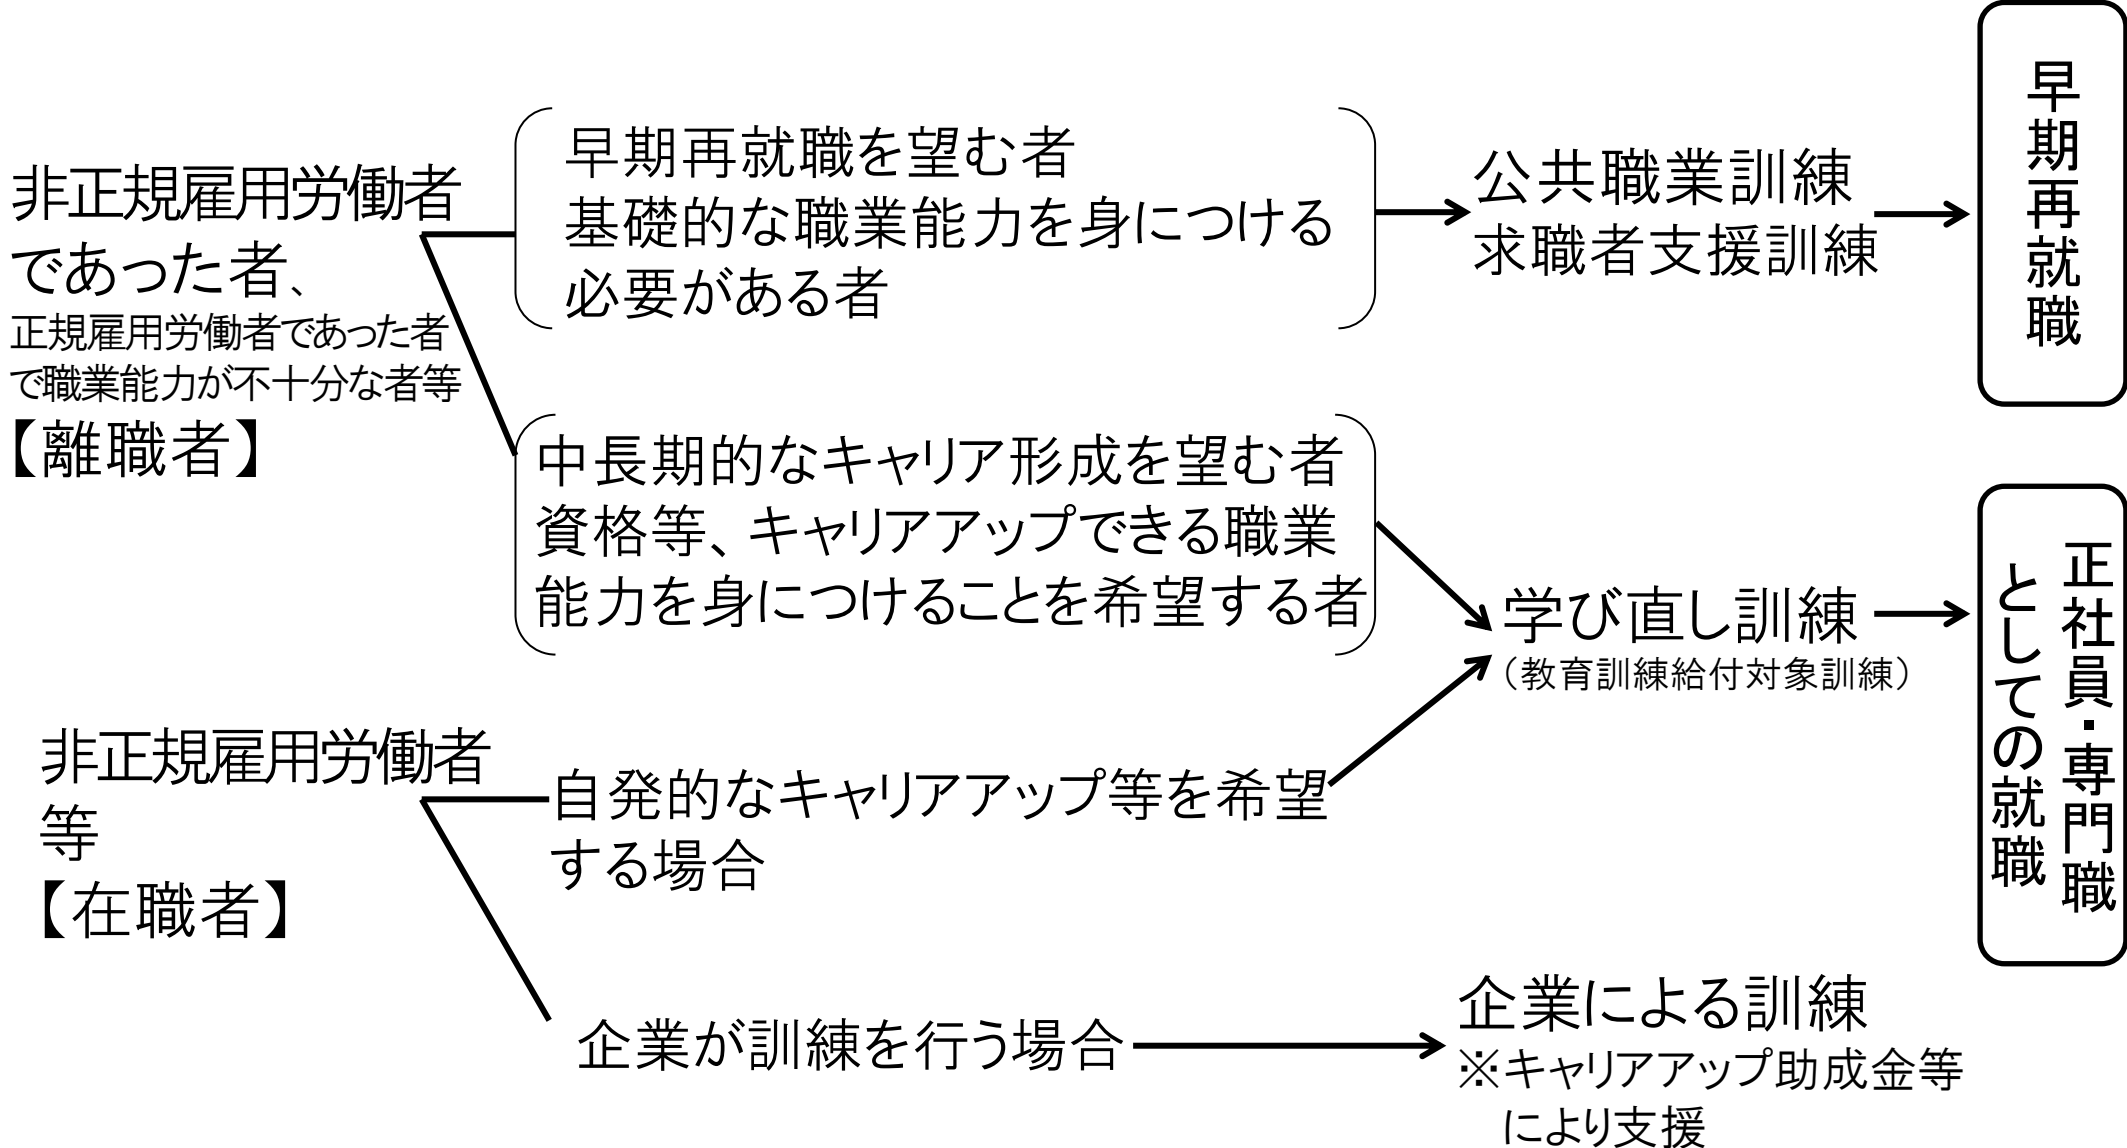 非正規雇用労働者
であった者、
正規雇用労働者であった者
で職業能力が不十分な者等
【離職者】
早期再就職を望む者
基礎的な職業能力を身につける
必要がある者
公共職業訓練
求職者支援訓練
早期再就職
中長期的なキャリア形成を望む者
資格等、キャリアアップできる職業
能力を身につけることを希望する者
学び直し訓練
（教育訓練給付対象訓練）
正社員・専門職
としての就職
非正規雇用労働者
等
【在職者】
自発的なキャリアアップ等を希望
する場合
企業が訓練を行う場合
企業による訓練
※キャリアアップ助成金等
により支援